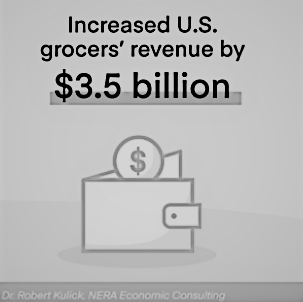 Increased U.S.
grocers' revenue by
$3.5 billion
$
Dr. Robert Kulick, NERA Economic Consulting